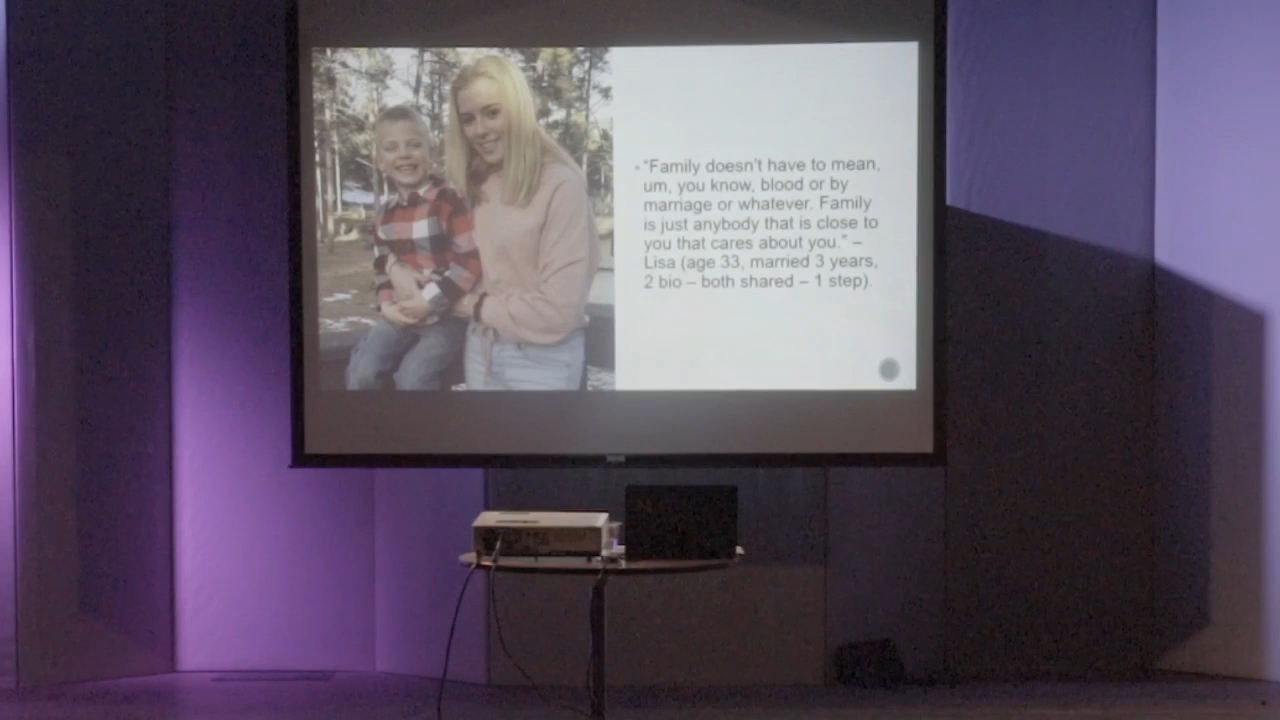 "Family doesn't have to mean,
um, you know, blood or by
marriage or whatever. Family
is just anybody that is close to
you that cares about you." –
Lisa (age 33, married 3 years,
2 bio – both shared – 1 step).